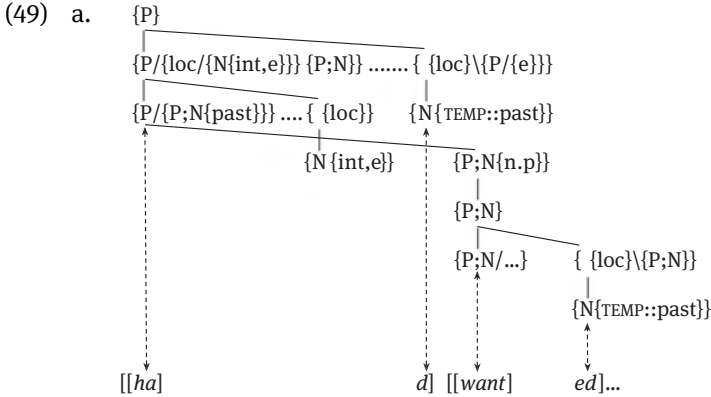 (49) a. {P}
{P/{loc/{N{int,e}}} {P;N}} ....... { {loc}\{P/{e}}}
{P/{P;N{past}}} .... { {loc}} {N{TEMP::past}}
{N {int,e}} {P;N{n.p}}
{P;N}
{P;N/...} { {loc}\{P;N}}
{N{TEMP::past}}
[[ha] d] [[want] ed]...